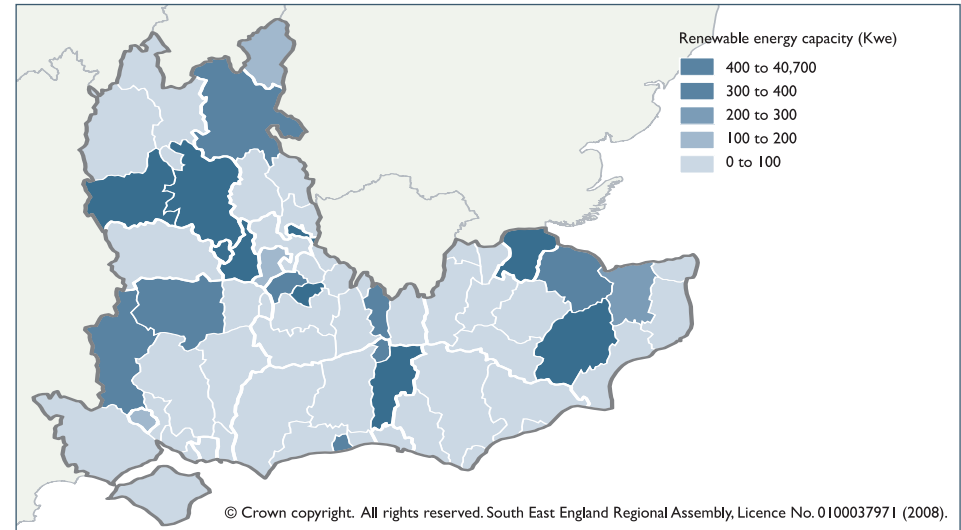 Renewable energy capacity (Kwe)
400 to 40,700
300 to 400
200 to 300
100 to 200
0 to 100
© Crown copyright. All rights reserved. South East England Regional Assembly, Licence No. 0100037971 (2008).